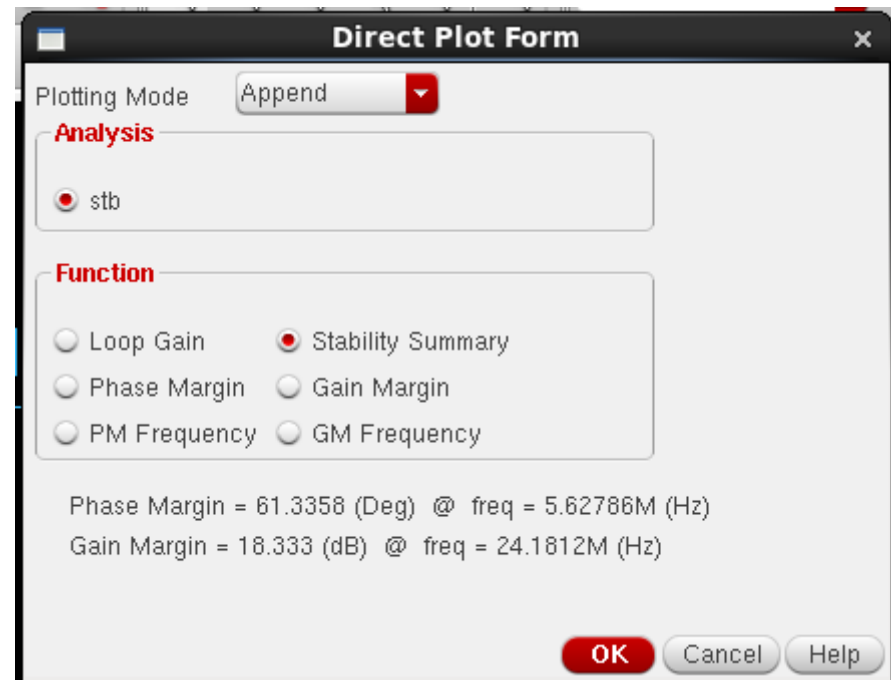 Direct Plot Form
Plotting Mode Append
Analysis
stb
Function
Loop Gain Stability Summary
Phase Margin Gain Margin
PM Frequency GM Frequency
Phase Margin = 61.3358 (Deg) @ freq = 5.62786M (Hz)
Gain Margin = 18.333 (dB) @ freq = 24.1812M (Hz)
OK Cancel Help